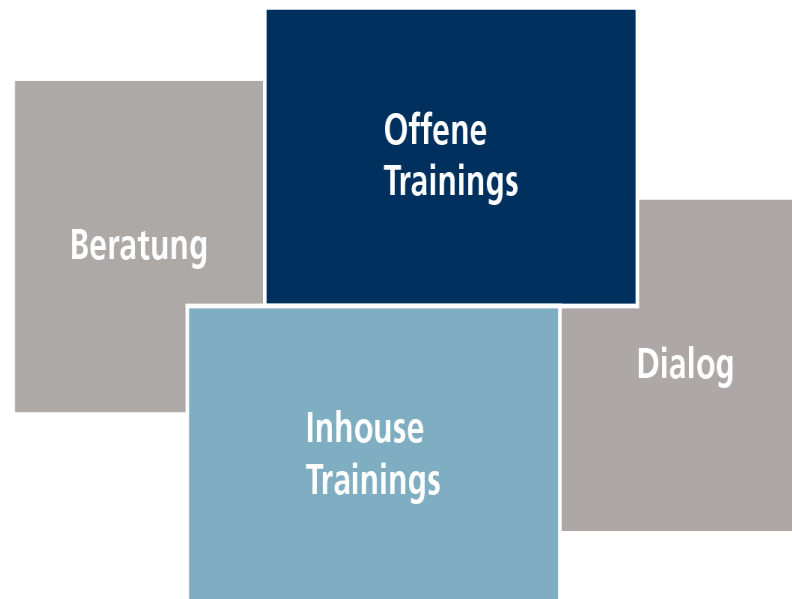 Offene
Trainings
Beratung
Dialog
Inhouse
Trainings